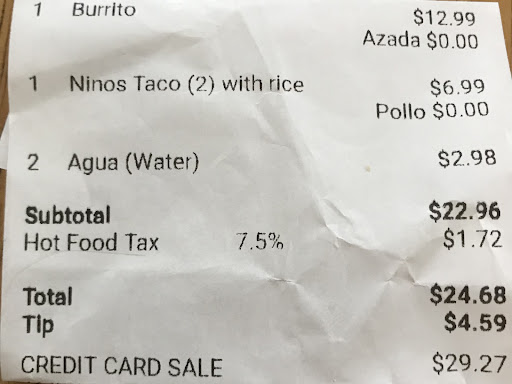 1 Burrito $12.99
Azada $0.00
1 Ninos Taco (2) with rice $6.99
Pollo $0.00
2 Agua (Water) $2.98
Subtotal $22.96
Hot Food Tax 7.5% $1.72
Total $24.68
Tip $4.59
CREDIT CARD SALE $29.27